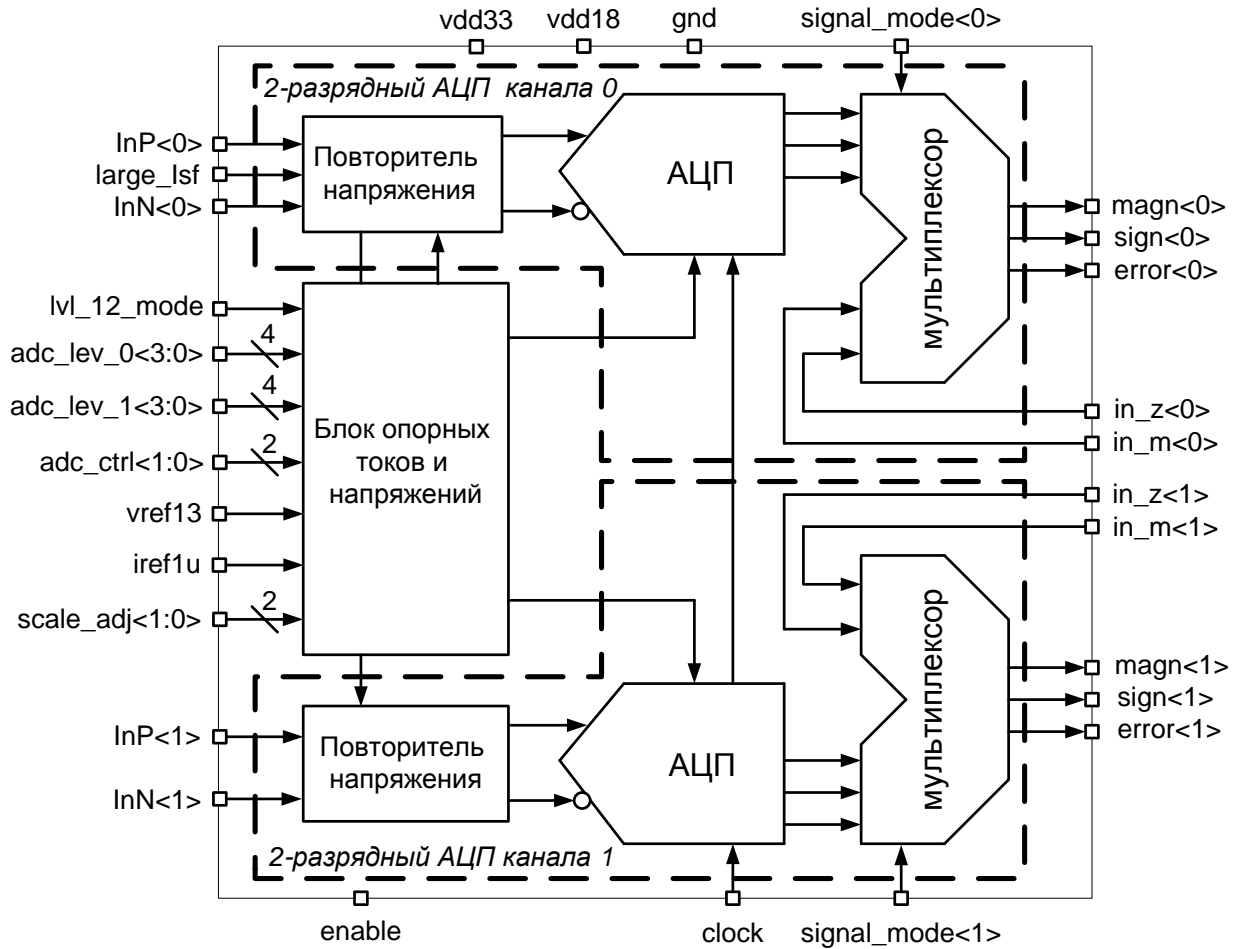 vdd33
vdd18
gnd
signal_mode<0>
2-разрядный АЦП канала 0
InP<0>
large_lsf
InN<0>
Повторитель
напряжения
АЦП
мультиплексор
magn<0>
sign<0>
error<0>
lvl_12_mode
adc_lev_0<3:0>
4
adc_lev_1<3:0>
4
adc_ctrl<1:0>
2
vref13
iref1u
scale_adj<1:0>
2
Блок опорных
токов и
напряжений
in_z<0>
in_m<0>
in_z<1>
in_m<1>
InP<1>
InN<1>
Повторитель
напряжения
АЦП
мультиплексор
magn<1>
sign<1>
error<1>
2-разрядный АЦП канала 1
enable
clock
signal_mode<1>